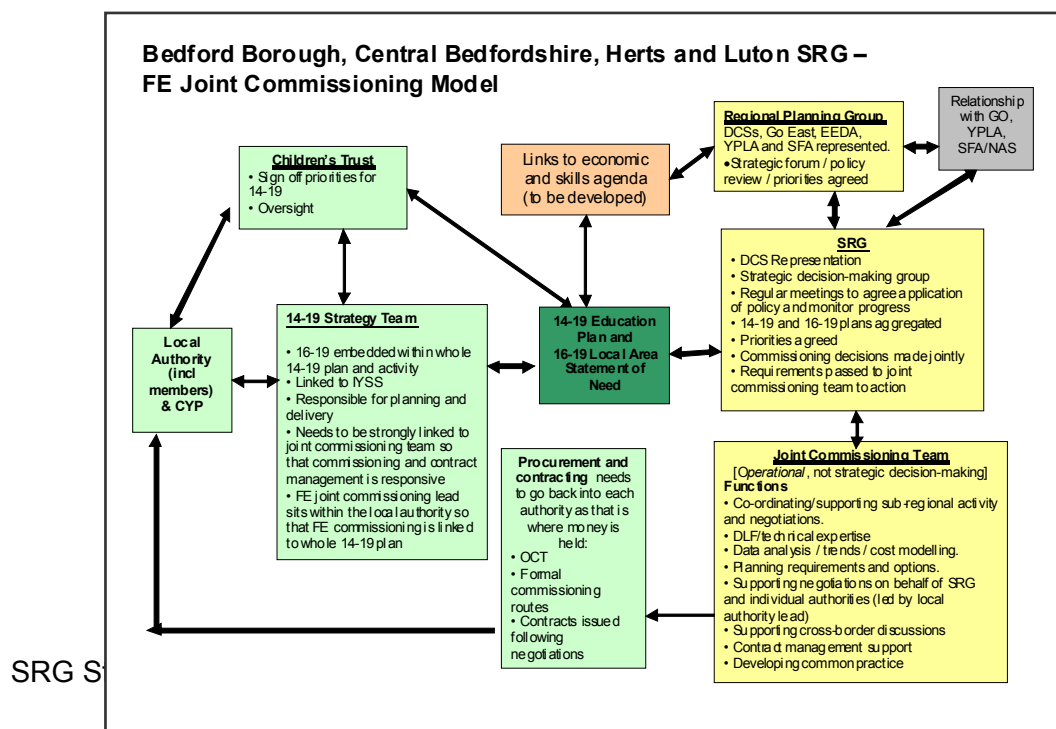 Bedford Borough, Central Bedfordshire, Herts and Luton SRG –
FE Joint Commissioning Model
Regional Planning Group
DCSs, Go East, EEDA,
YPLA and SFA represented.
•Strategic forum / policy
review / priorities agreed
Relationship
with GO,
YPLA,
SFA/NAS
Children's Trust
• Sign off priorities for
14-19
• Oversight
Links to economic
and skills agenda
(to be developed)
SRG
• DCS Representation
• Strategic decision-making group
• Regular meetings to agree application
of policy and monitor progress
• 14-19 and 16-19 plans aggregated
• Priorities agreed
• Commissioning decisions made jointly
• Requirements passed to joint
commissioning team to action
Local
Authority
(incl
members)
& CYP
14-19 Strategy Team
• 16-19 embedded within whole
14-19 plan and activity
• Linked to IYSS
• Responsible for planning and
delivery
• Needs to be strongly linked to
joint commissioning team so
that commissioning and contract
management is responsive
• FE joint commissioning lead
sits within the local authority so
that FE commissioning is linked
to whole 14-19 plan
14-19 Education
Plan and
16-19 Local Area
Statement of
Need
Procurement and
contracting needs
to go back into each
authority as that is
where money is
held:
• OCT
• Formal
commissioning
routes
• Contracts issued
following
negotiations
Joint Commissioning Team
[Operational, not strategic decision-making]
Functions
• Co-ordinating/supporting sub-regional activity
and negotiations.
• DLF/technical expertise
• Data analysis / trends / cost modelling.
• Planning requirements and options.
• Supporting negotiations on behalf of SRG
and individual authorities (led by local
authority lead)
• Supporting cross-border discussions
• Contract management support
• Developing common practice
SRG